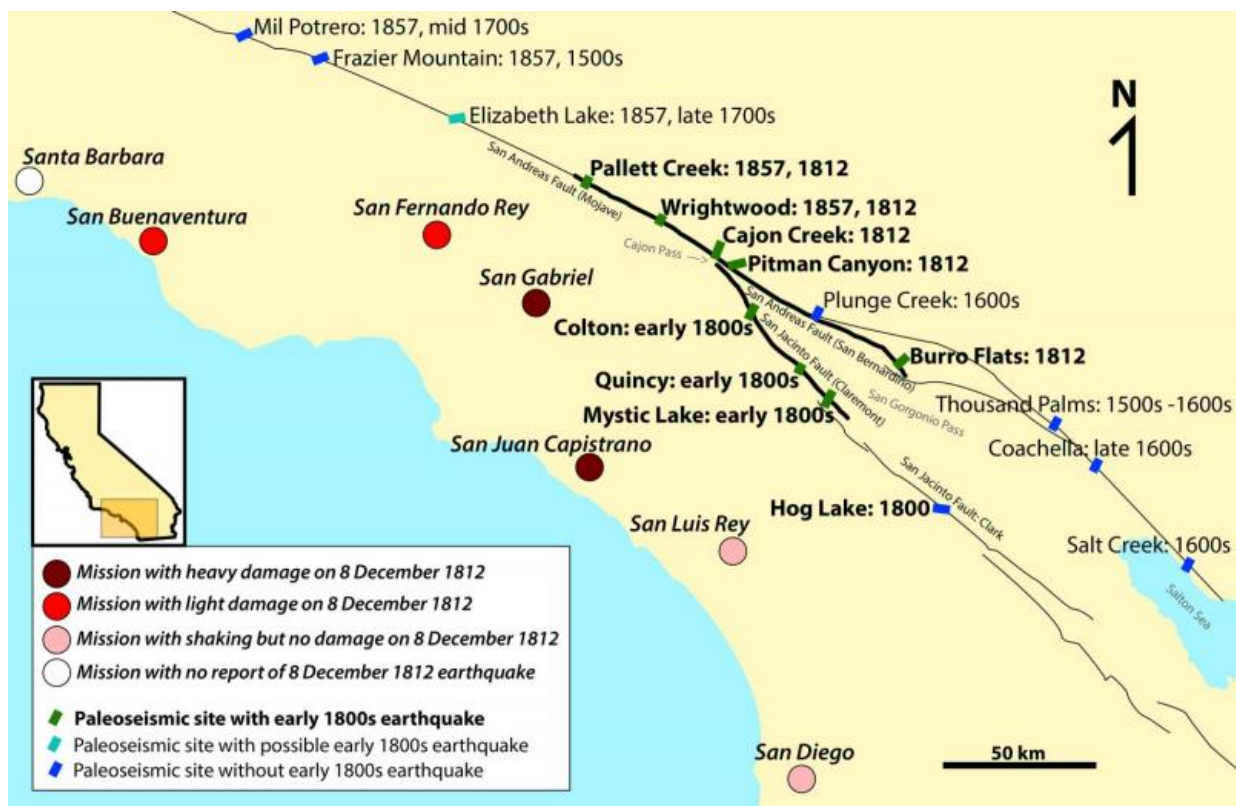 Mil Potrero: 1857, mid 1700s
Frazier Mountain: 1857, 1500s
N
Elizabeth Lake: 1857, late 1700s
Santa Barbara
San Andreas Fault (Mojave)
Pallett Creek: 1857, 1812
San Buenaventura
San Fernando Rey
Wrightwood: 1857, 1812
Cajon Creek: 1812
Cajon Pass —>
Pitman Canyon: 1812
San Gabriel
Plunge Creek: 1600s
San Andreas Fault (San Bernardino)
Colton: early 1800s
San Jacinto Fault (Claremont)
Burro Flats: 1812
Quincy: early 1800s
San Gorgonio Pass
Thousand Palms: 1500s -1600s
Mystic Lake: early 1800s
San Juan Capistrano
Coachella: late 1600s
San Jacinto Fault: Clark
Hog Lake: 1800
San Luis Rey
Salt Creek: 1600s
Salton Sea
Mission with heavy damage on 8 December 1812
Mission with light damage on 8 December 1812
Mission with shaking but no damage on 8 December 1812
Mission with no report of 8 December 1812 earthquake
Paleoseismic site with early 1800s earthquake
Paleoseismic site with possible early 1800s earthquake
Paleoseismic site without early 1800s earthquake
San Diego
50 km